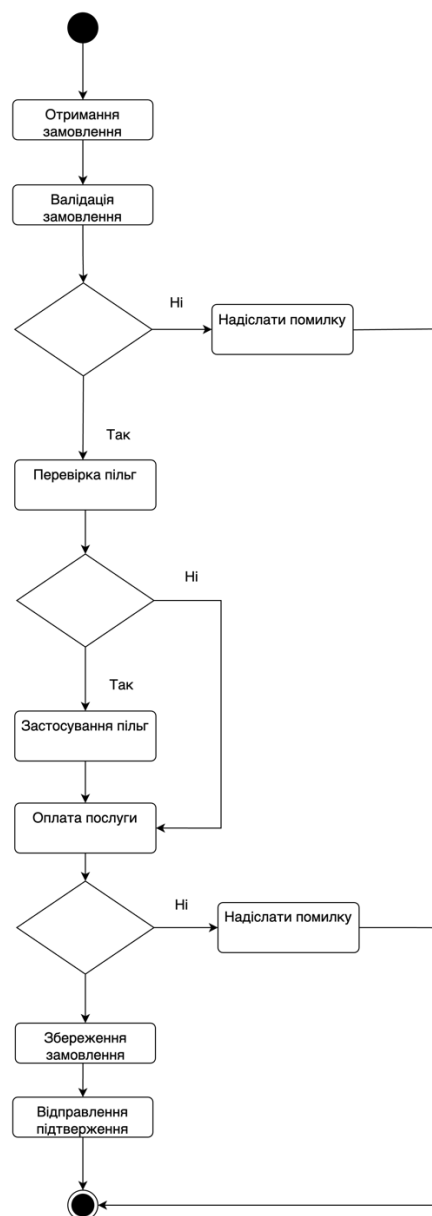 Отримання
замовлення
Валідація
замовлення
Ні
Надіслати помилку
Так
Перевірка пільг
Ні
Так
Застосування пільг
Оплата послуги
Ні
Надіслати помилку
Збереження
замовлення
Відправлення
підтвереження